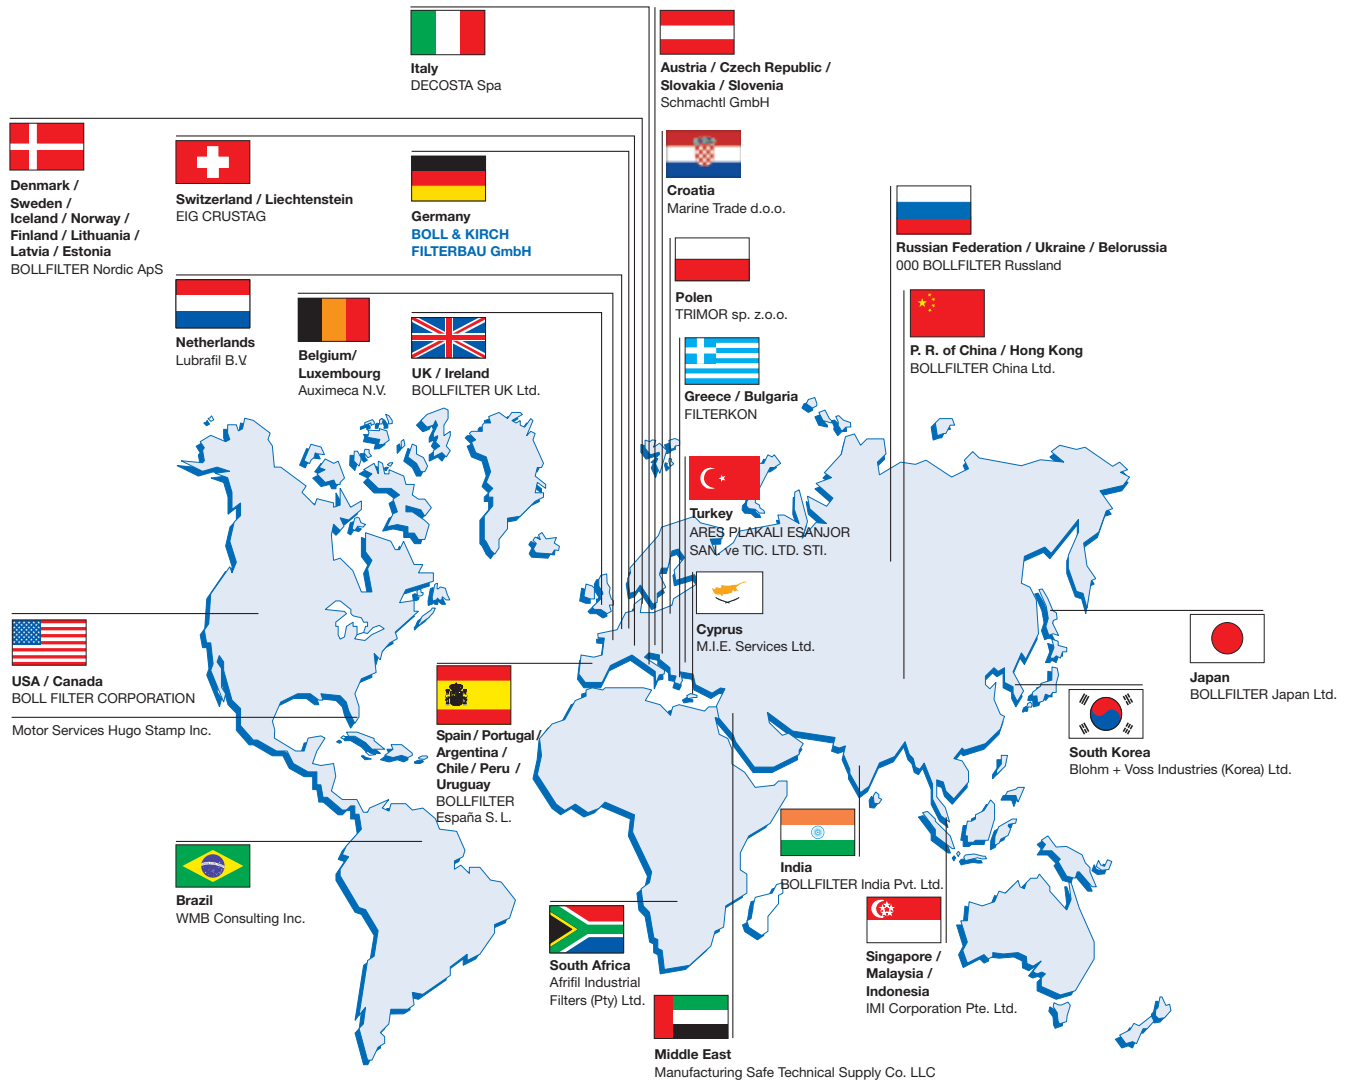 Italy
DECOSTA Spa
Austria / Czech Republic /
Slovakia / Slovenia
Schmachtl GmbH
Denmark /
Sweden /
Iceland / Norway /
Finland / Lithuania /
Latvia / Estonia
BOLLFILTER Nordic ApS
Switzerland / Liechtenstein
EIG CRUSTAG
Germany
BOLL & KIRCH
FILTERBAU GmbH
Croatia
Marine Trade d.o.o.
Russian Federation / Ukraine / Belorussia
000 BOLLFILTER Russland
Polen
TRIMOR sp. z.o.o.
Netherlands
Lubrafil B.V.
Belgium/
Luxembourg
Auximeca N.V.
UK / Ireland
BOLLFILTER UK Ltd.
Greece / Bulgaria
FILTERKON
P. R. of China / Hong Kong
BOLLFILTER China Ltd.
Turkey
ARES PLAKALI ESANJOR
SAN. ve TIC. LTD. STI.
Cyprus
M.I.E. Services Ltd.
USA / Canada
BOLL FILTER CORPORATION
Motor Services Hugo Stamp Inc.
Spain / Portugal/
Argentina /
Chile / Peru /
Uruguay
BOLLFILTER
España S. L.
Japan
BOLLFILTER Japan Ltd.
South Korea
Blohm + Voss Industries (Korea) Ltd.
Brazil
WMB Consulting Inc.
India
BOLLFILTER India Pvt. Ltd.
South Africa
Afrifil Industrial
Filters (Pty) Ltd.
Singapore /
Malaysia /
Indonesia
IMI Corporation Pte. Ltd.
Middle East
Manufacturing Safe Technical Supply Co. LLC